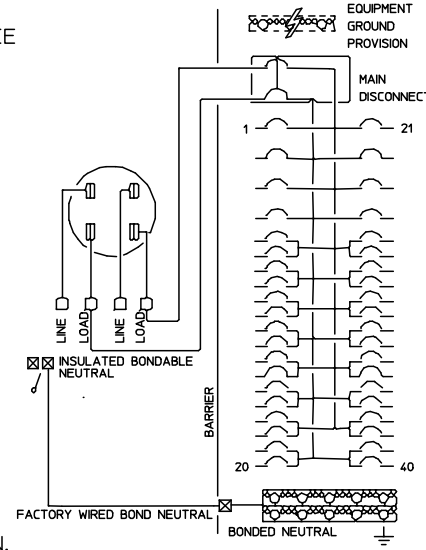 EQUIPMENT
GROUND
PROVISION
MAIN
DISCONNECT
1
21
LINE
LOAD
LINE
LOAD
INSULATED BONDABLE
NEUTRAL
BARRIER
20
40
FACTORY WIRED BOND NEUTRAL
BONDED NEUTRAL